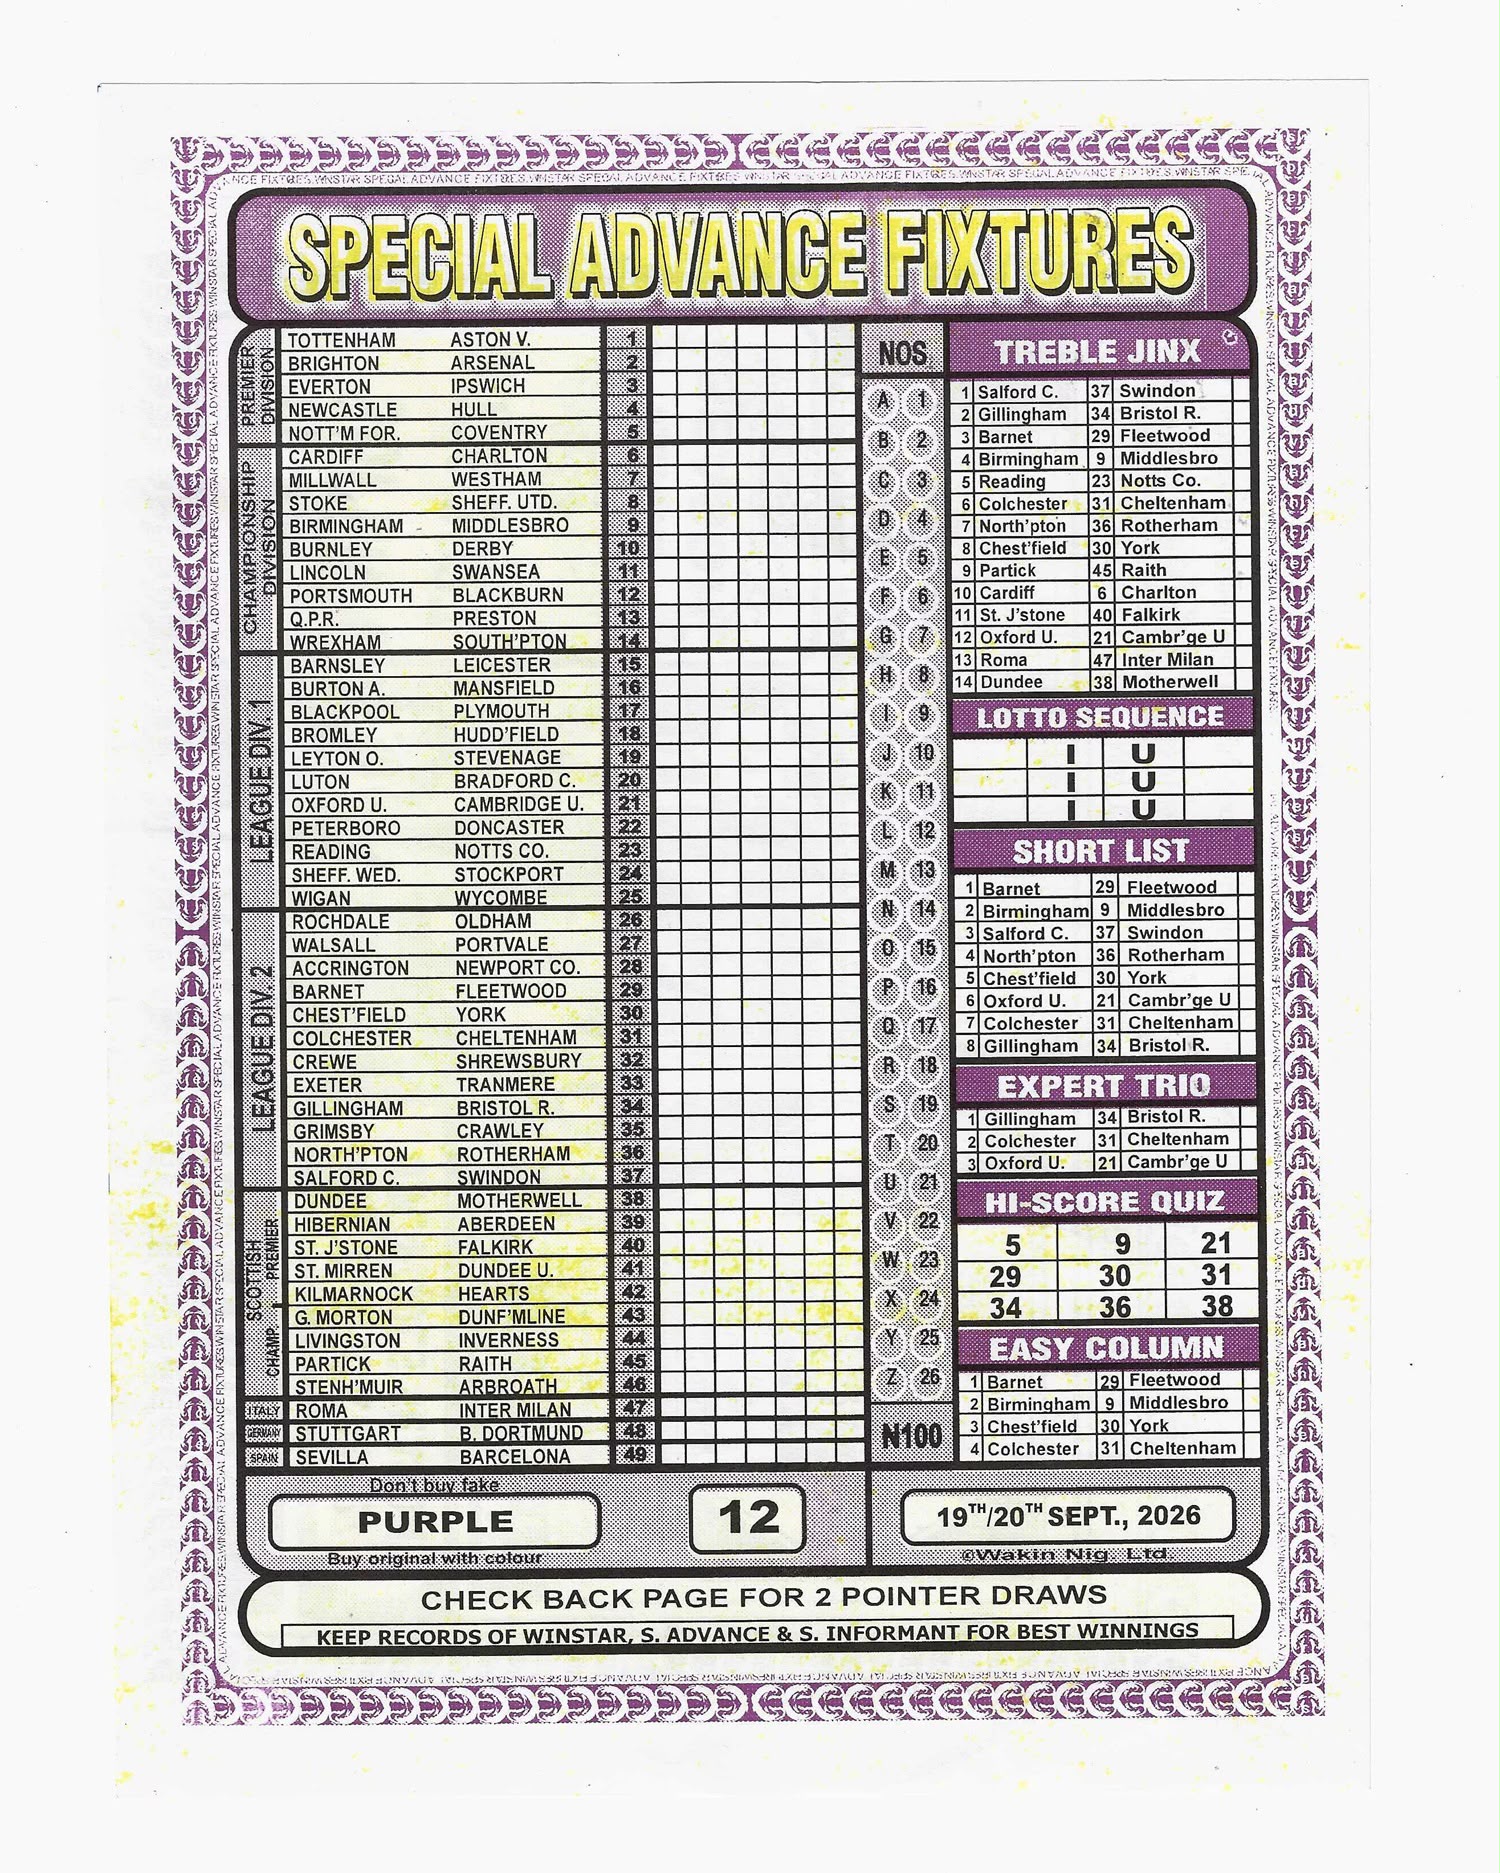 SPECIAL ADVANCE FIXTURES
PREMIER DIVISION
TOTTENHAM ASTON V. 1
BRIGHTON ARSENAL 2
EVERTON IPSWICH 3
NEWCASTLE HULL 4
NOTT'M FOR. COVENTRY 5
CHAMPIONSHIP DIVISION
CARDIFF CHARLTON 6
MILLWALL WESTHAM 7
STOKE SHEFF. UTD. 8
BIRMINGHAM MIDDLESBRO 9
BURNLEY DERBY 10
LINCOLN SWANSEA 11
PORTSMOUTH BLACKBURN 12
Q.P.R. PRESTON 13
WREXHAM SOUTH'PTON 14
LEAGUE DIV. 1
BARNSLEY LEICESTER 15
BURTON A. MANSFIELD 16
BLACKPOOL PLYMOUTH 17
BROMLEY HUDD'FIELD 18
LEYTON O. STEVENAGE 19
LUTON BRADFORD C. 20
OXFORD U. CAMBRIDGE U. 21
PETERBORO DONCASTER 22
READING NOTTS CO. 23
SHEFF. WED. STOCKPORT 24
WIGAN WYCOMBE 25
LEAGUE DIV. 2
ROCHDALE OLDHAM 26
WALSALL PORTVALE 27
ACCRINGTON NEWPORT CO. 28
BARNET FLEETWOOD 29
CHEST'FIELD YORK 30
COLCHESTER CHELTENHAM 31
CREWE SHREWSBURY 32
EXETER TRANMERE 33
GILLINGHAM BRISTOL R. 34
GRIMSBY CRAWLEY 35
NORTH'PTON ROTHERHAM 36
SALFORD C. SWINDON 37
SCOTTISH PREMIER
DUNDEE MOTHERWELL 38
HIBERNIAN ABERDEEN 39
ST. J'STONE FALKIRK 40
ST. MIRREN DUNDEE U. 41
KILMARNOCK HEARTS 42
CHAMP.
G. MORTON DUNF'MLINE 43
LIVINGSTON INVERNESS 44
PARTICK RAITH 45
STENH'MUIR ARBROATH 46
ITALY ROMA INTER MILAN 47
GERMANY STUTTGART B. DORTMUND 48
SPAIN SEVILLA BARCELONA 49
NOS
A 1
B 2
C 3
D 4
E 5
F 6
G 7
H 8
I 9
J 10
K 11
L 12
M 13
N 14
O 15
P 16
Q 17
R 18
S 19
T 20
U 21
V 22
W 23
X 24
Y 25
Z 26
N100
TREBLE JINX
1 Salford C. 37 Swindon
2 Gillingham 34 Bristol R.
3 Barnet 29 Fleetwood
4 Birmingham 9 Middlesbro
5 Reading 23 Notts Co.
6 Colchester 31 Cheltenham
7 North'pton 36 Rotherham
8 Chest'field 30 York
9 Partick 45 Raith
10 Cardiff 6 Charlton
11 St. J'stone 40 Falkirk
12 Oxford U. 21 Cambr'ge U
13 Roma 47 Inter Milan
14 Dundee 38 Motherwell
LOTTO SEQUENCE
I U
I U
I U
SHORT LIST
1 Barnet 29 Fleetwood
2 Birmingham 9 Middlesbro
3 Salford C. 37 Swindon
4 North'pton 36 Rotherham
5 Chest'field 30 York
6 Oxford U. 21 Cambr'ge U
7 Colchester 31 Cheltenham
8 Gillingham 34 Bristol R.
EXPERT TRIO
1 Gillingham 34 Bristol R.
2 Colchester 31 Cheltenham
3 Oxford U. 21 Cambr'ge U
HI-SCORE QUIZ
5 9 21
29 30 31
34 36 38
EASY COLUMN
1 Barnet 29 Fleetwood
2 Birmingham 9 Middlesbro
3 Chest'field 30 York
4 Colchester 31 Cheltenham
Don't buy fake
PURPLE
Buy original with colour
12
19TH/20TH SEPT., 2026
©Wakin Nig Ltd
CHECK BACK PAGE FOR 2 POINTER DRAWS
KEEP RECORDS OF WINSTAR, S. ADVANCE & S. INFORMANT FOR BEST WINNINGS